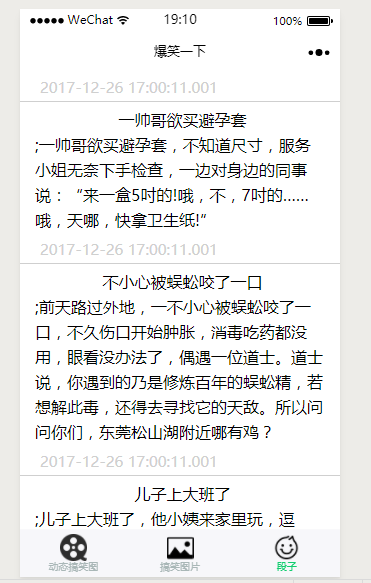 WeChat 19:10 100%
爆笑一下
2017-12-26 17:00:11.001
一帅哥欲买避孕套
;一帅哥欲买避孕套，不知道尺寸，服务
小姐无奈下手检查，一边对身边的同事
说：“来一盒5吋的!哦，不，7吋的……
哦，天哪，快拿卫生纸!“
2017-12-26 17:00:11.001
不小心被蜈蚣咬了一口
;前天路过外地，一不小心被蜈蚣咬了一
口，不久伤口开始肿胀，消毒吃药都没
用，眼看没办法了，偶遇一位道士。道士
说，你遇到的乃是修炼百年的蜈蚣精，若
想解此毒，还得去寻找它的天敌。所以问
问你们，东莞松山湖附近哪有鸡？
2017-12-26 17:00:11.001
儿子上大班了
;儿子上大班了，他小姨来家里玩，逗
动态搞笑图 搞笑图片 段子